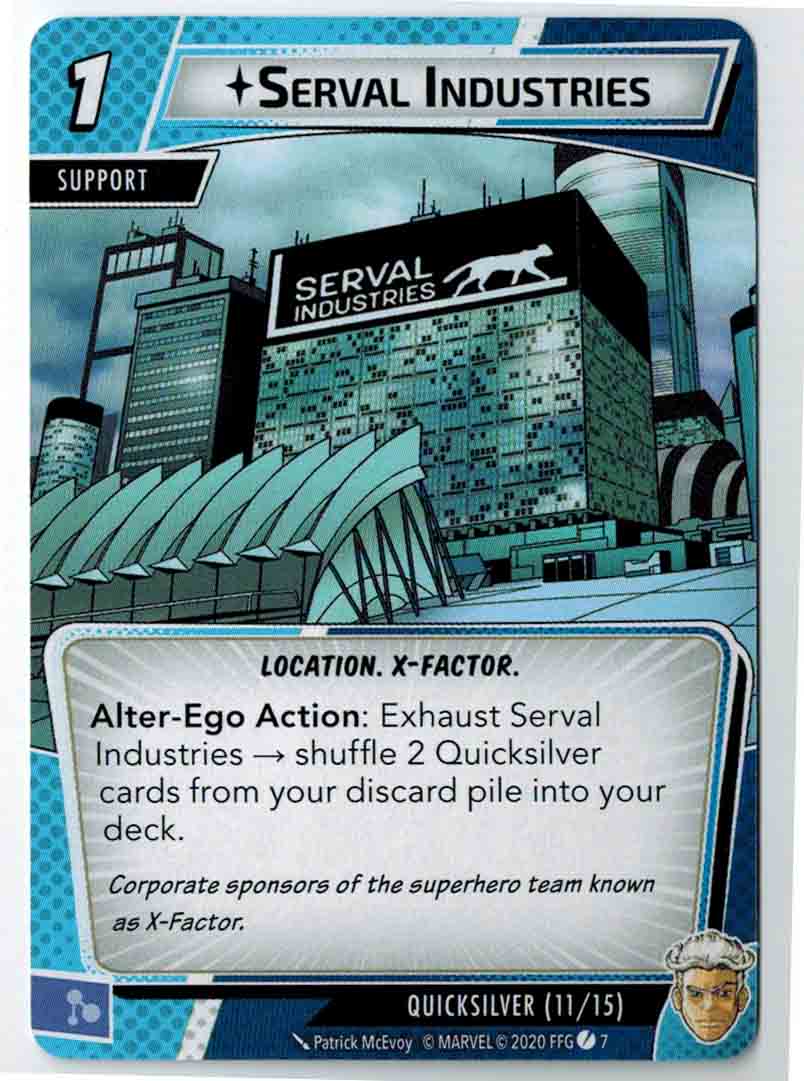 1
SERVAL INDUSTRIES
SUPPORT
SERVAL
INDUSTRIES
LOCATION. X-FACTOR.
Alter-Ego Action: Exhaust Serval
Industries → shuffle 2 Quicksilver
cards from your discard pile into your
deck.
Corporate sponsors of the superhero team known
as X-Factor.
QUICKSILVER (11/15)
Patrick McEvoy © MARVEL © 2020 FFG 7